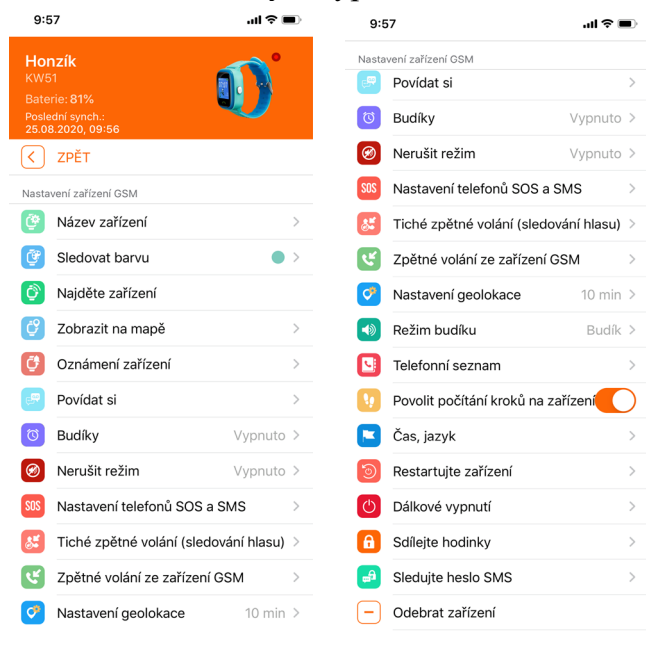 9:57
Honzík
KW51
Baterie: 81%
Poslední synch.:
25.08.2020, 09:56
ZPĚT
Nastavení zařízení GSM
Název zařízení
Sledovat barvu
Najděte zařízení
Zobrazit na mapě
Oznámení zařízení
Povídat si
Budíky Vypnuto
Nerušit režim Vypnuto
SOS Nastavení telefonů SOS a SMS
Tiché zpětné volání (sledování hlasu)
Zpětné volání ze zařízení GSM
Nastavení geolokace 10 min
9:57
Nastavení zařízení GSM
Povídat si
Budíky Vypnuto
Nerušit režim Vypnuto
SOS Nastavení telefonů SOS a SMS
Tiché zpětné volání (sledování hlasu)
Zpětné volání ze zařízení GSM
Nastavení geolokace 10 min
Režim budíku Budík
Telefonní seznam
Povolit počítání kroků na zařízení
Čas, jazyk
Restartujte zařízení
Dálkové vypnutí
Sdílejte hodinky
Sledujte heslo SMS
Odebrat zařízení